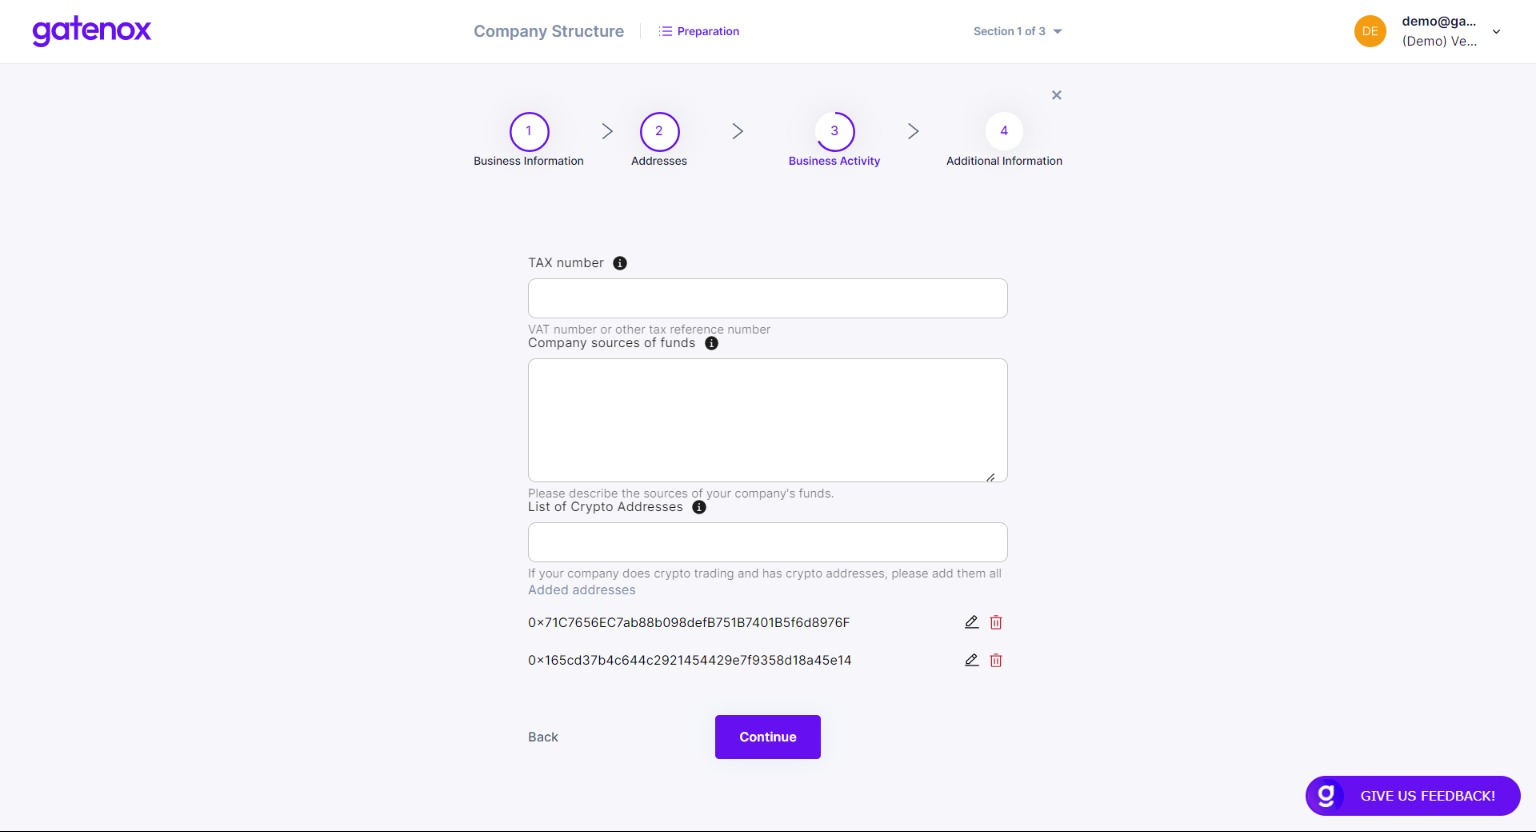 gatenox
Company Structure
Preparation
Section 1 of 3
DE
demo@ga...
(Demo) Ve...
1
Business Information
2
Addresses
3
Business Activity
4
Additional Information
TAX number
VAT number or other tax reference number
Company sources of funds
Please describe the sources of your company's funds.
List of Crypto Addresses
If your company does crypto trading and has crypto addresses, please add them all
Added addresses
0x71C7656EC7ab88b098defB751B7401B5f6d8976F
0x165cd37b4c644c2921454429e7f9358d18a45e14
Back
Continue
g
GIVE US FEEDBACK!